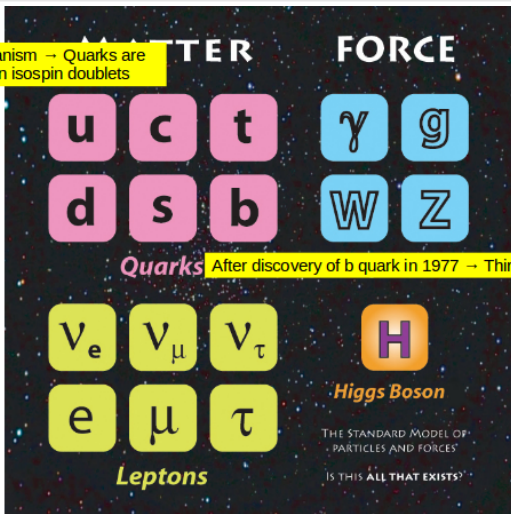 MATTER FORCE
anism → Quarks are
n isospin doublets
u c t γ g
d s b W Z
Quarks
After discovery of b quark in 1977 → Thir
νe νμ ντ H
Higgs Boson
e μ τ
Leptons
THE STANDARD MODEL OF
PARTICLES AND FORCES
IS THIS ALL THAT EXISTS?